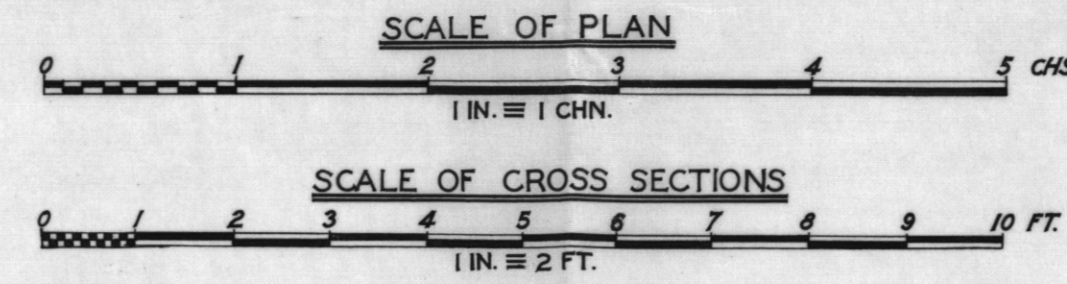 SCALE OF PLAN
0 1 2 3 4 5 CHS
1 IN. ≡ 1 CHN.
SCALE OF CROSS SECTIONS
0 1 2 3 4 5 6 7 8 9 10 FT.
1 IN. ≡ 2 FT.